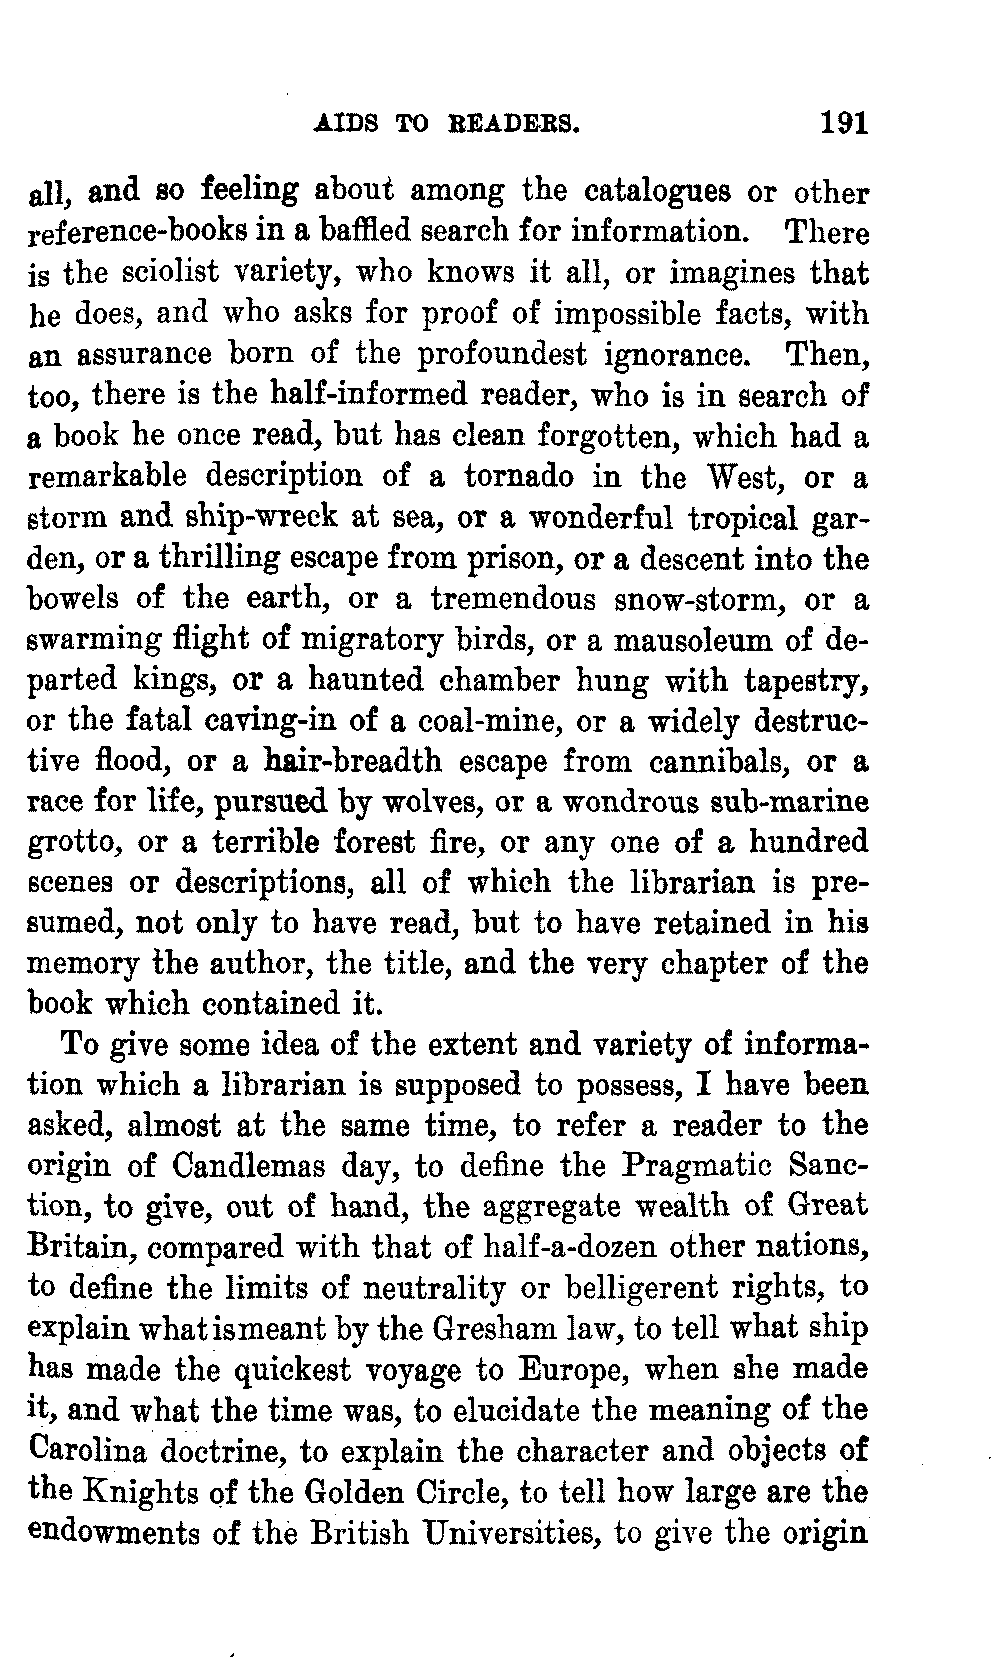 AIDS TO READERS. 191
all, and so feeling about among the catalogues or other
reference-books in a baffled search for information. There
is the sciolist variety, who knows it all, or imagines that
he does, and who asks for proof of impossible facts, with
an assurance born of the profoundest ignorance. Then,
too, there is the half-informed reader, who is in search of
a book he once read, but has clean forgotten, which had a
remarkable description of a tornado in the West, or a
storm and ship-wreck at sea, or a wonderful tropical gar-
den, or a thrilling escape from prison, or a descent into the
bowels of the earth, or a tremendous snow-storm, or a
swarming flight of migratory birds, or a mausoleum of de-
parted kings, or a haunted chamber hung with tapestry,
or the fatal caving-in of a coal-mine, or a widely destruc-
tive flood, or a hair-breadth escape from cannibals, or a
race for life, pursued by wolves, or a wondrous sub-marine
grotto, or a terrible forest fire, or any one of a hundred
scenes or descriptions, all of which the librarian is pre-
sumed, not only to have read, but to have retained in his
memory the author, the title, and the very chapter of the
book which contained it.
To give some idea of the extent and variety of informa-
tion which a librarian is supposed to possess, I have been
asked, almost at the same time, to refer a reader to the
origin of Candlemas day, to define the Pragmatic Sanc-
tion, to give, out of hand, the aggregate wealth of Great
Britain, compared with that of half-a-dozen other nations,
to define the limits of neutrality or belligerent rights, to
explain what is meant by the Gresham law, to tell what ship
has made the quickest voyage to Europe, when she made
it, and what the time was, to elucidate the meaning of the
Carolina doctrine, to explain the character and objects of
the Knights of the Golden Circle, to tell how large are the
endowments of the British Universities, to give the origin